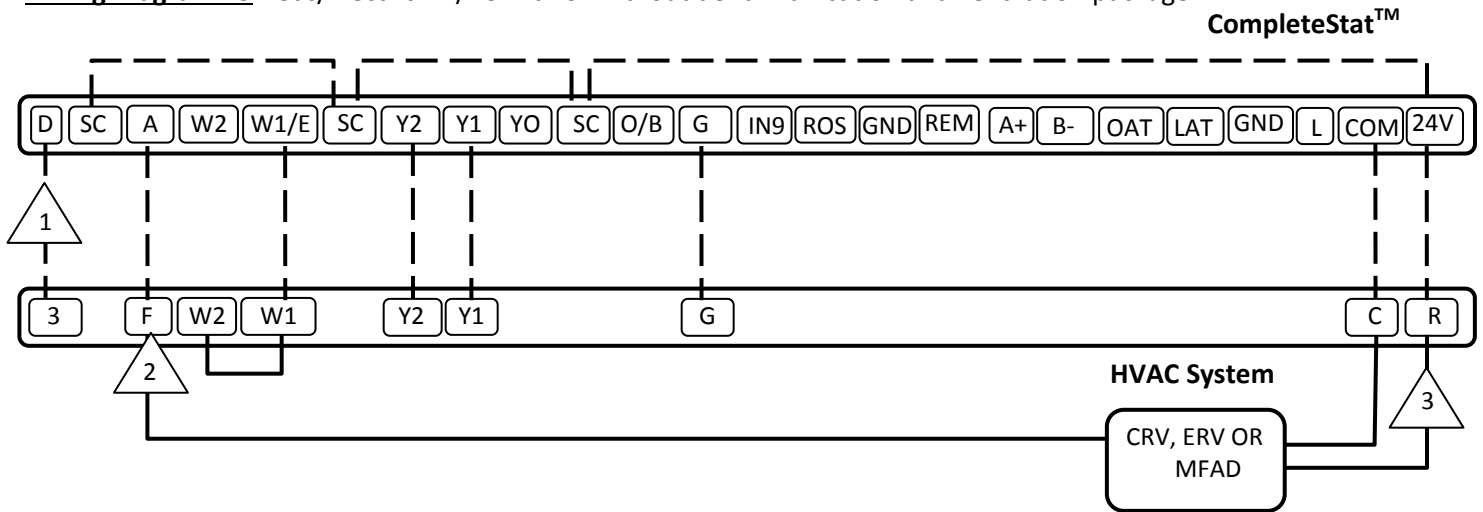 CompleteStat™
D SC A W2 W1/E SC Y2 Y1 YO SC O/B G IN9 ROS GND REM A+ B- OAT LAT GND L COM 24V
1
3 F W2 W1 Y2 Y1 G C R
2
HVAC System
3
CRV, ERV OR
MFAD